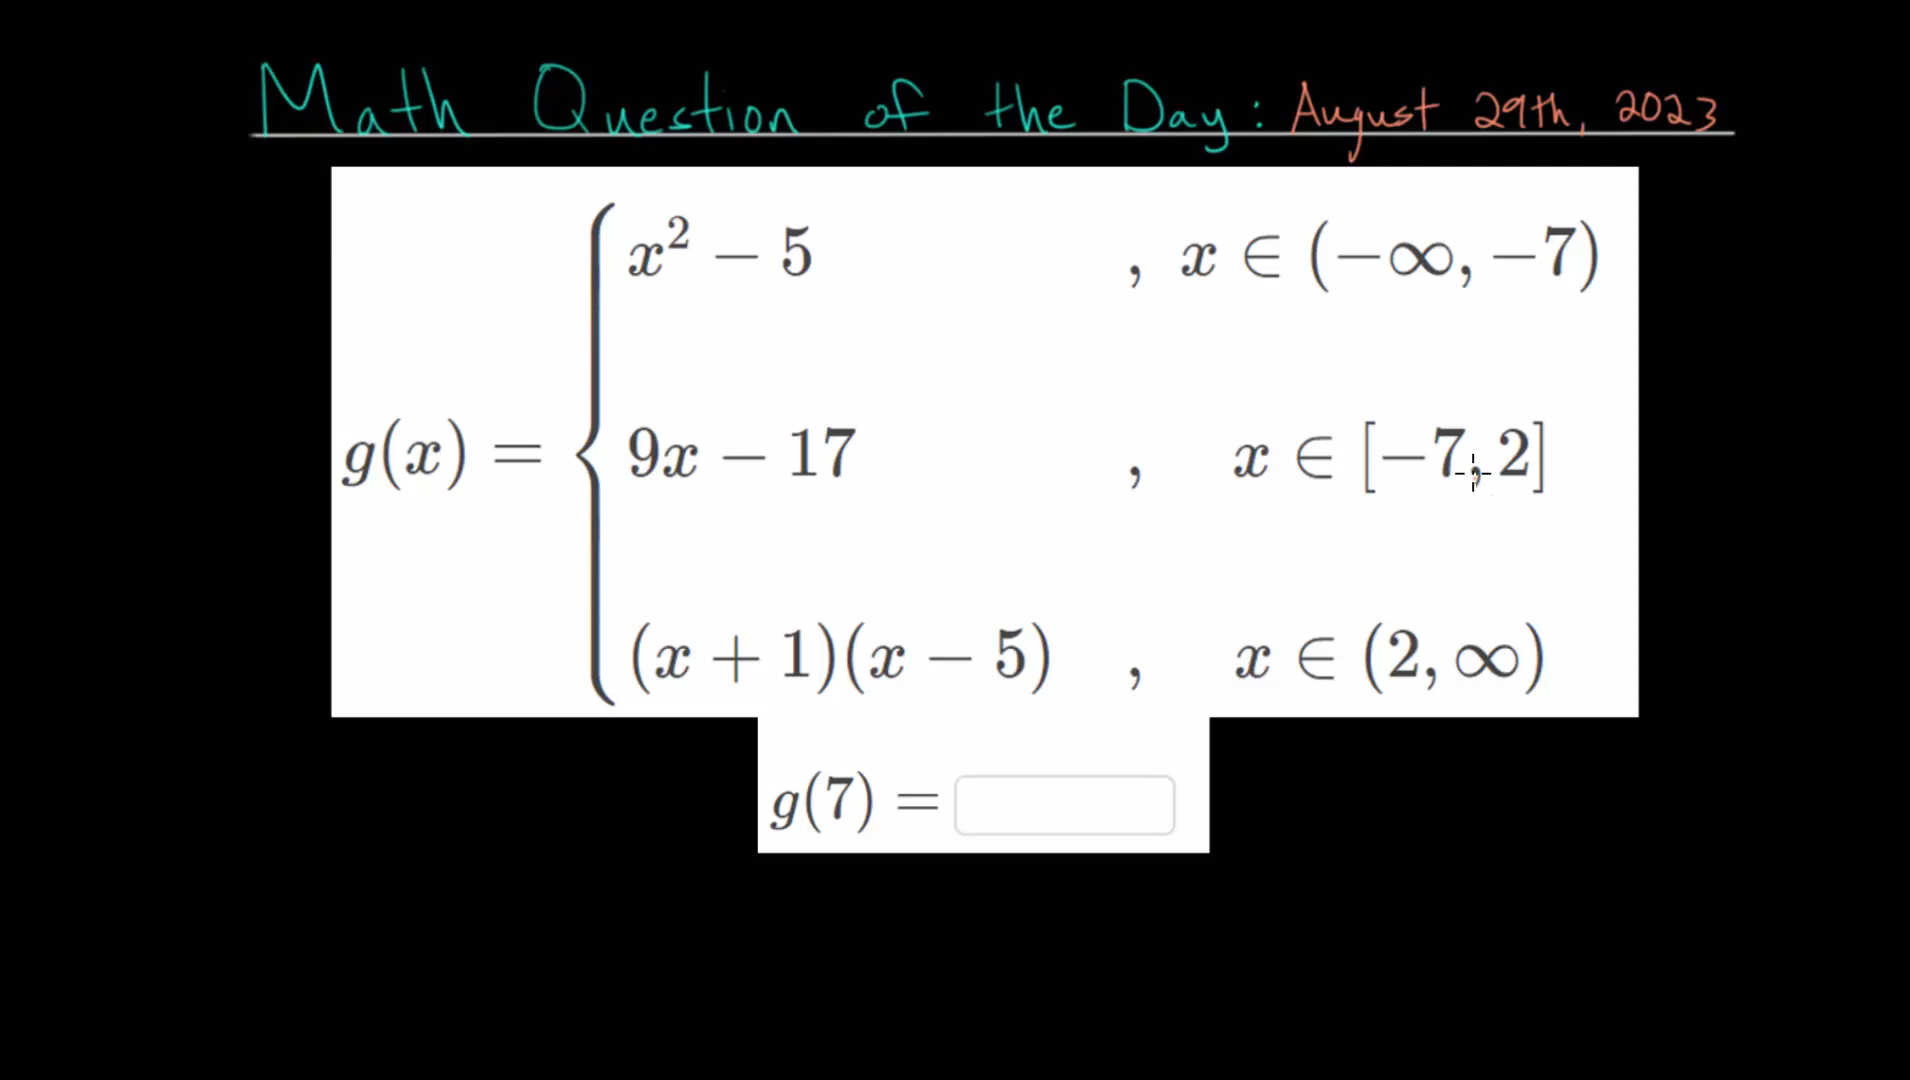 Math Question of the Day: August 29th, 2023
x² − 5 , x ∈ (−∞, −7)
g(x) = { 9x − 17 , x ∈ [−7, 2]
(x + 1)(x − 5) , x ∈ (2, ∞)
g(7) =